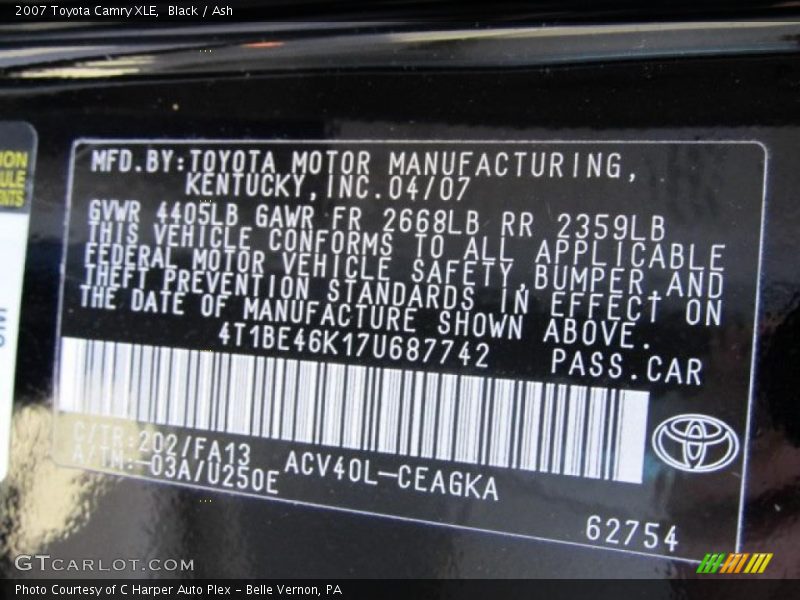 2007 Toyota Camry XLE, Black / Ash
ION
ULE
NTS
MFD.BY:TOYOTA MOTOR MANUFACTURING,
KENTUCKY,INC.04/07
GVWR 4405LB GAWR FR 2668LB RR 2359LB
THIS VEHICLE CONFORMS TO ALL APPLICABLE
FEDERAL MOTOR VEHICLE SAFETY,BUMPER,AND
THEFT PREVENTION STANDARDS IN EFFECT ON
THE DATE OF MANUFACTURE SHOWN ABOVE.
4T1BE46K17U687742 PASS.CAR
C/TR:202/FA13
A/TM:-03A/U250E
ACV40L-CEAGKA
62754
GTCARLOT.COM
Photo Courtesy of C Harper Auto Plex - Belle Vernon, PA